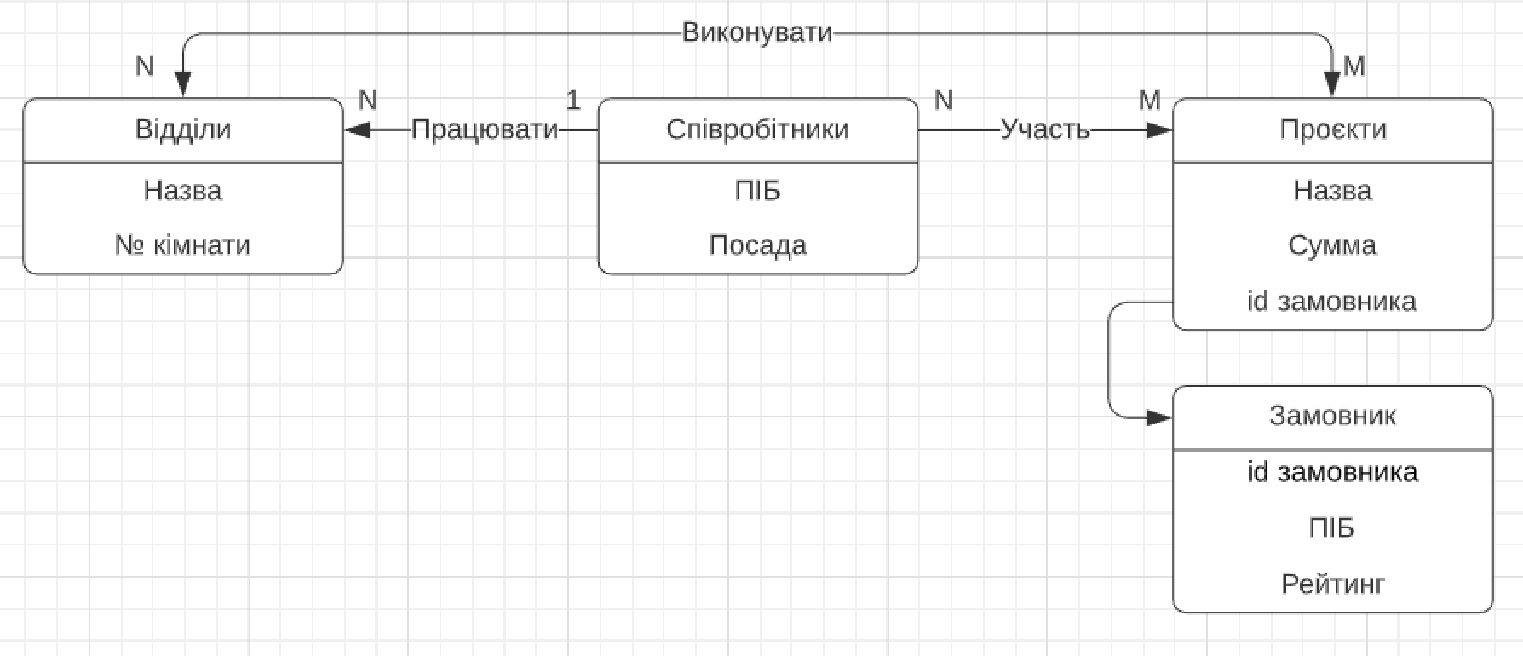 Виконувати
N
M
N
Працювати
1
N
Участь
M
Відділи
Назва
№ кімнати
Співробітники
ПІБ
Посада
Проєкти
Назва
Сумма
id замовника
Замовник
id замовника
ПІБ
Рейтинг